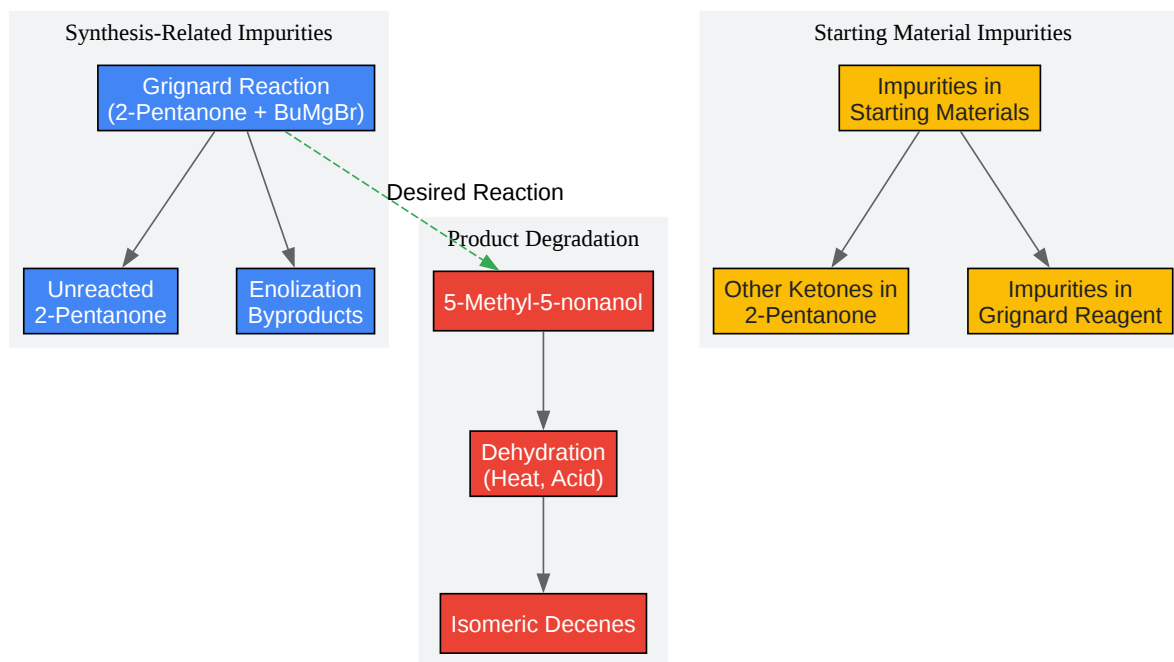 Synthesis-Related Impurities
Grignard Reaction
(2-Pentanone + BuMgBr)
Unreacted
2-Pentanone
Enolization
Byproducts
Desired Reaction
Product Degradation
5-Methyl-5-nonanol
Dehydration
(Heat, Acid)
Isomeric Decenes
Starting Material Impurities
Impurities in
Starting Materials
Other Ketones in
2-Pentanone
Impurities in
Grignard Reagent